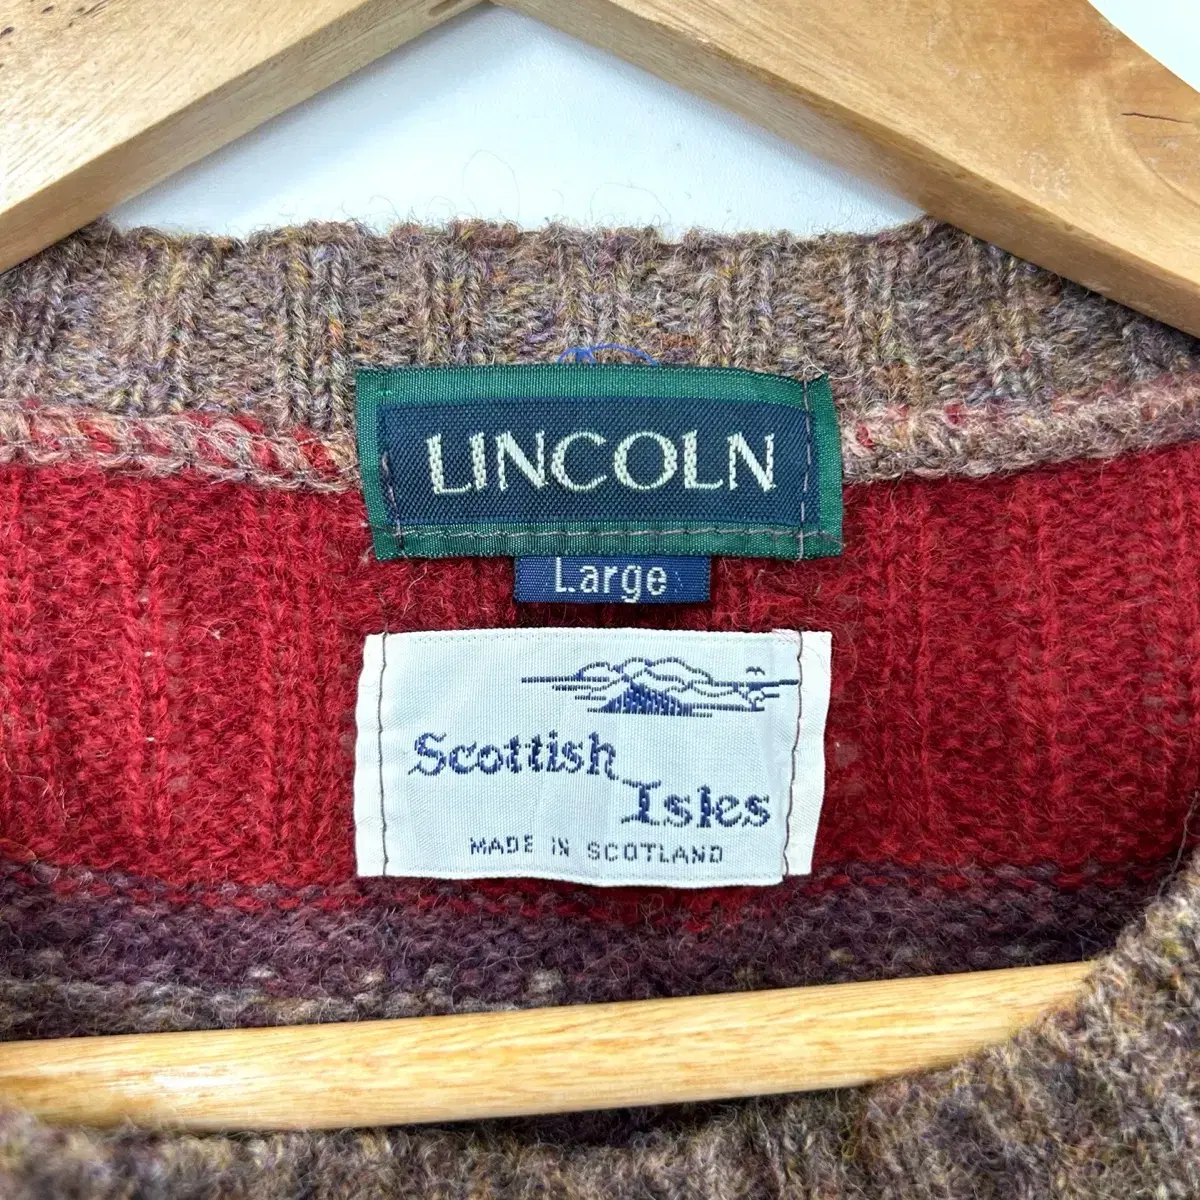 LINCOLN
Large
Scottish
Isles
MADE IN SCOTLAND